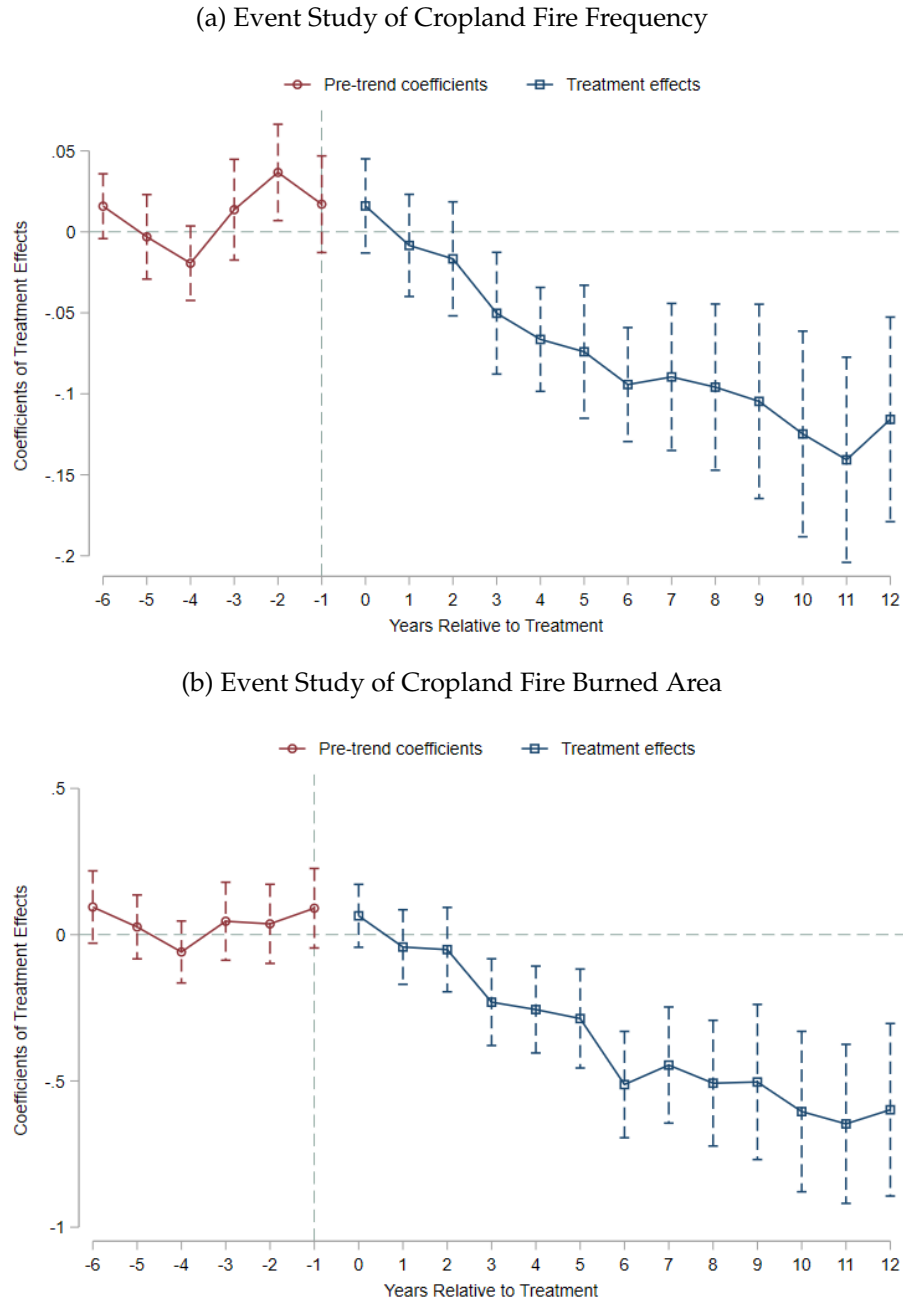 (a) Event Study of Cropland Fire Frequency
Pre-trend coefficients Treatment effects
Coefficients of Treatment Effects
.05
0
-.05
-.1
-.15
-.2
-6 -5 -4 -3 -2 -1 0 1 2 3 4 5 6 7 8 9 10 11 12
Years Relative to Treatment
(b) Event Study of Cropland Fire Burned Area
Pre-trend coefficients Treatment effects
Coefficients of Treatment Effects
.5
0
-.5
-1
-6 -5 -4 -3 -2 -1 0 1 2 3 4 5 6 7 8 9 10 11 12
Years Relative to Treatment